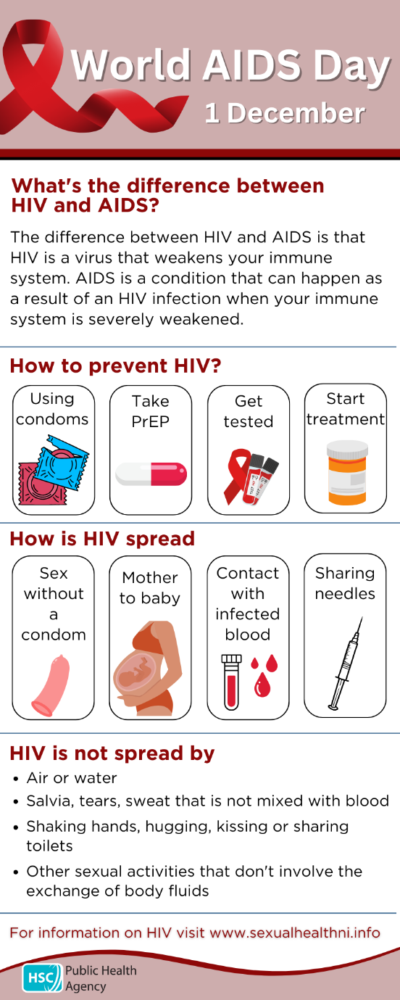 World AIDS Day
1 December
What's the difference between
HIV and AIDS?
The difference between HIV and AIDS is that
HIV is a virus that weakens your immune
system. AIDS is a condition that can happen as
a result of an HIV infection when your immune
system is severely weakened.
How to prevent HIV?
Using
condoms
Take
PrEP
Get
tested
Start
treatment
How is HIV spread
Sex
without
a
condom
Mother
to baby
Contact
with
infected
blood
Sharing
needles
HIV is not spread by
• Air or water
• Salvia, tears, sweat that is not mixed with blood
• Shaking hands, hugging, kissing or sharing
toilets
• Other sexual activities that don't involve the
exchange of body fluids
For information on HIV visit www.sexualhealthni.info
HSC Public Health
Agency